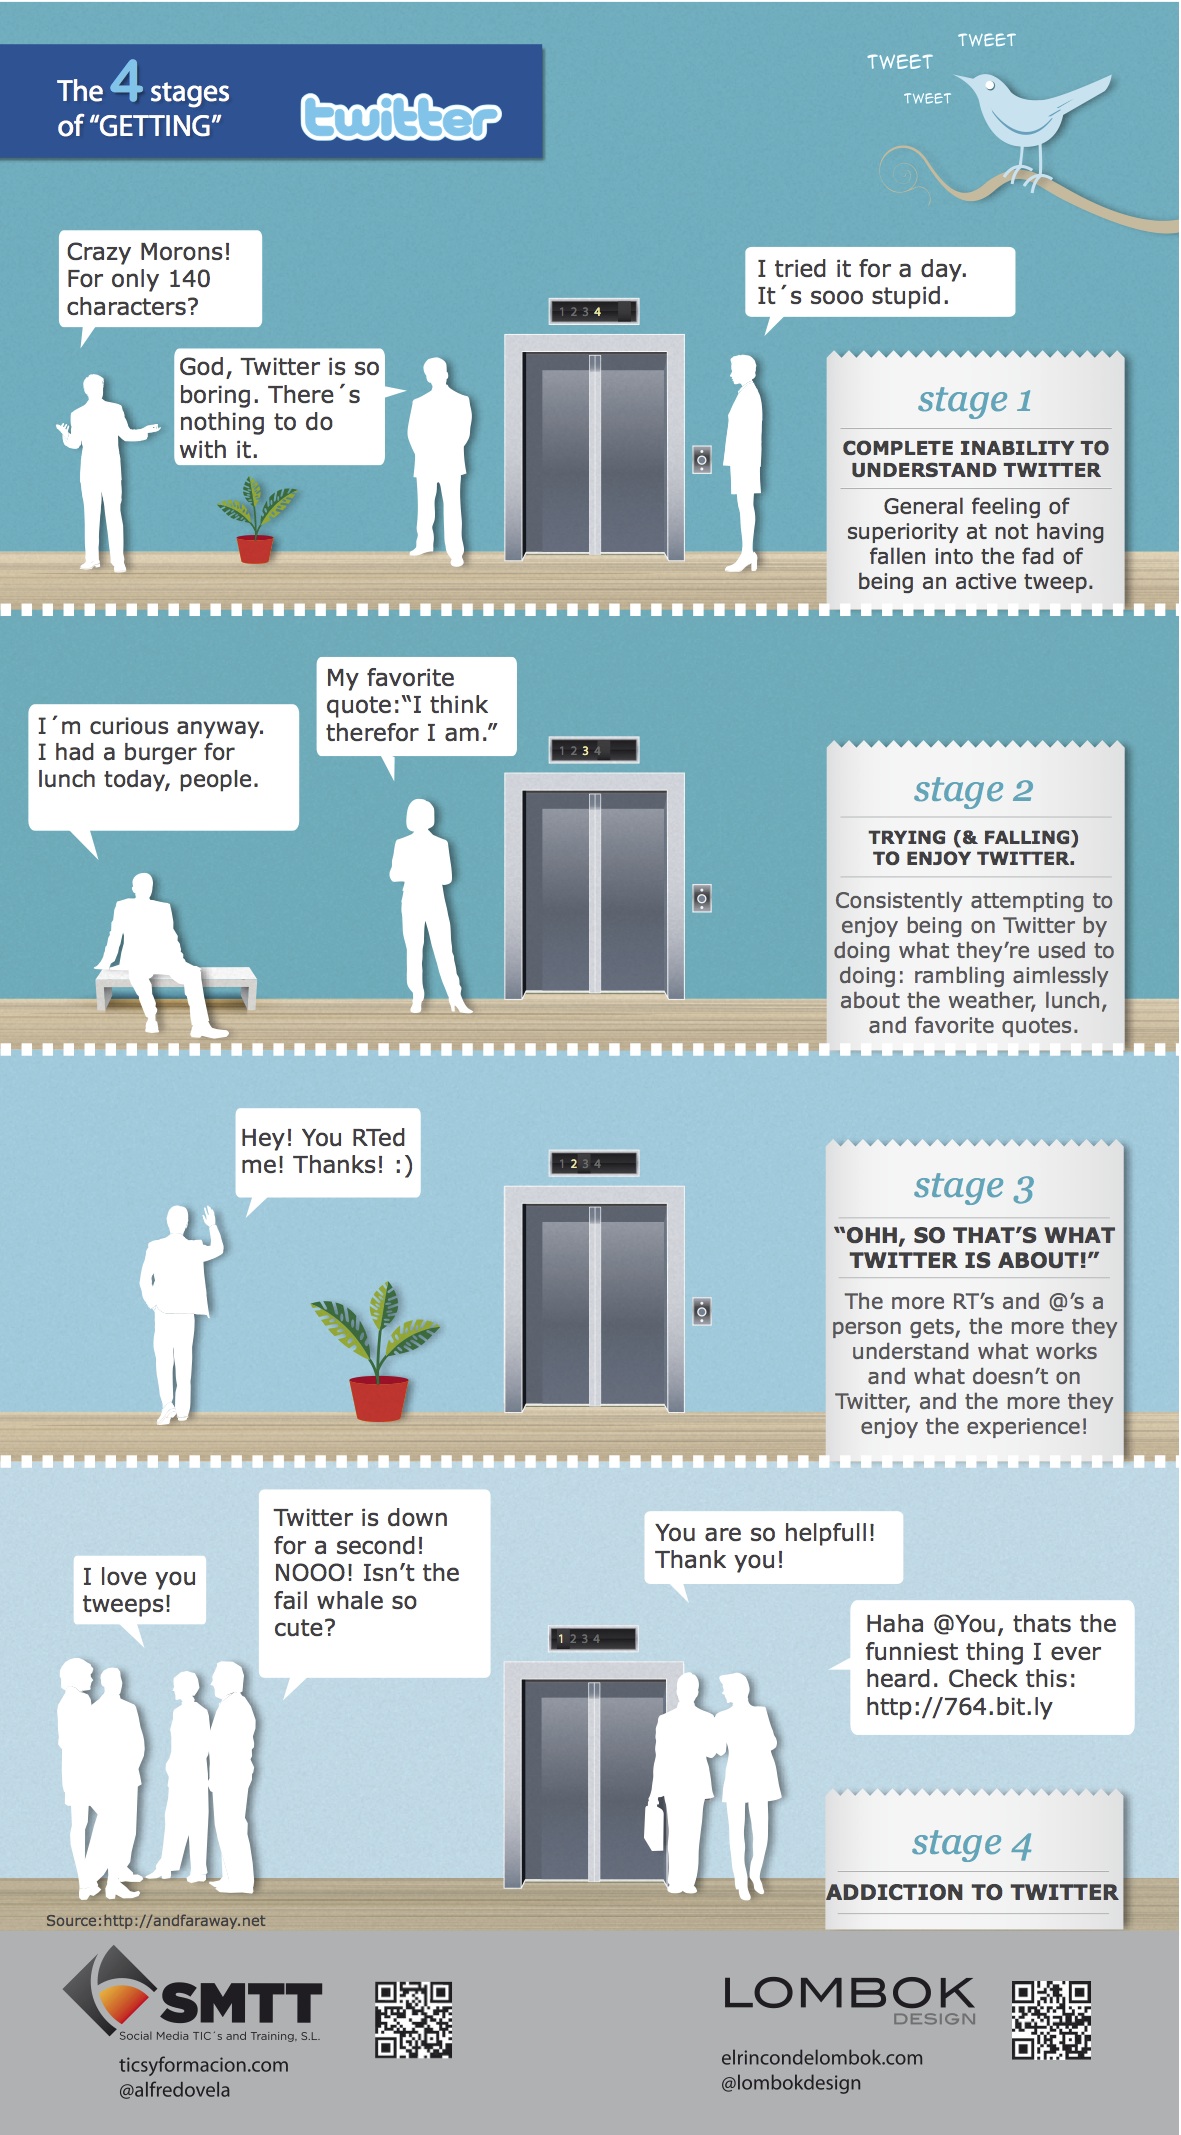 The 4 stages
of “GETTING”
twitter
TWEET
TWEET
TWEET
Crazy Morons!
For only 140
characters?
God, Twitter is so
boring. There´s
nothing to do
with it.
1 2 3 4
I tried it for a day.
It´s sooo stupid.
stage 1
COMPLETE INABILITY TO
UNDERSTAND TWITTER
General feeling of
superiority at not having
fallen into the fad of
being an active tweep.
I´m curious anyway.
I had a burger for
lunch today, people.
My favorite
quote:“I think
therefor I am.”
1 2 3 4
stage 2
TRYING (& FALLING)
TO ENJOY TWITTER.
Consistently attempting to
enjoy being on Twitter by
doing what they’re used to
doing: rambling aimlessly
about the weather, lunch,
and favorite quotes.
Hey! You RTed
me! Thanks! :)
1 2 3 4
stage 3
“OHH, SO THAT’S WHAT
TWITTER IS ABOUT!”
The more RT’s and @’s a
person gets, the more they
understand what works
and what doesn’t on
Twitter, and the more they
enjoy the experience!
I love you
tweeps!
Twitter is down
for a second!
NOOO! Isn’t the
fail whale so
cute?
1 2 3 4
You are so helpfull!
Thank you!
Haha @You, thats the
funniest thing I ever
heard. Check this:
http://764.bit.ly
stage 4
ADDICTION TO TWITTER
Source:http://andfaraway.net
SMTT
Social Media TIC´s and Training, S.L.
ticsyformacion.com
@alfredovela
LOMBOK
DESIGN
elrincondelombok.com
@lombokdesign